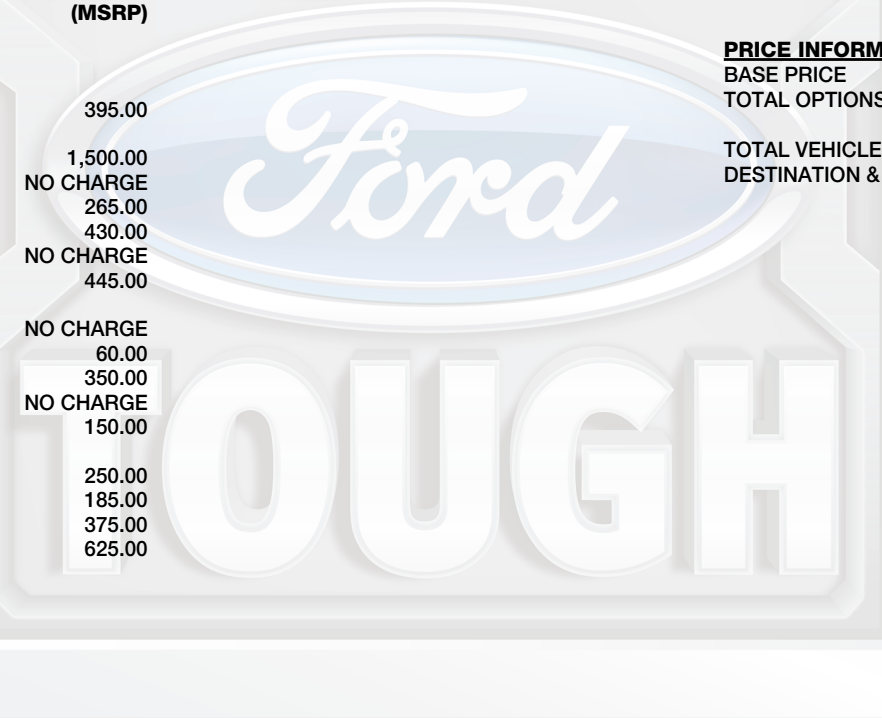 (MSRP)
395.00
1,500.00
NO CHARGE
265.00
430.00
NO CHARGE
445.00
NO CHARGE
60.00
350.00
NO CHARGE
150.00
250.00
185.00
375.00
625.00
PRICE INFORM
BASE PRICE
TOTAL OPTIONS
TOTAL VEHICLE
DESTINATION &
Ford
TOUGH